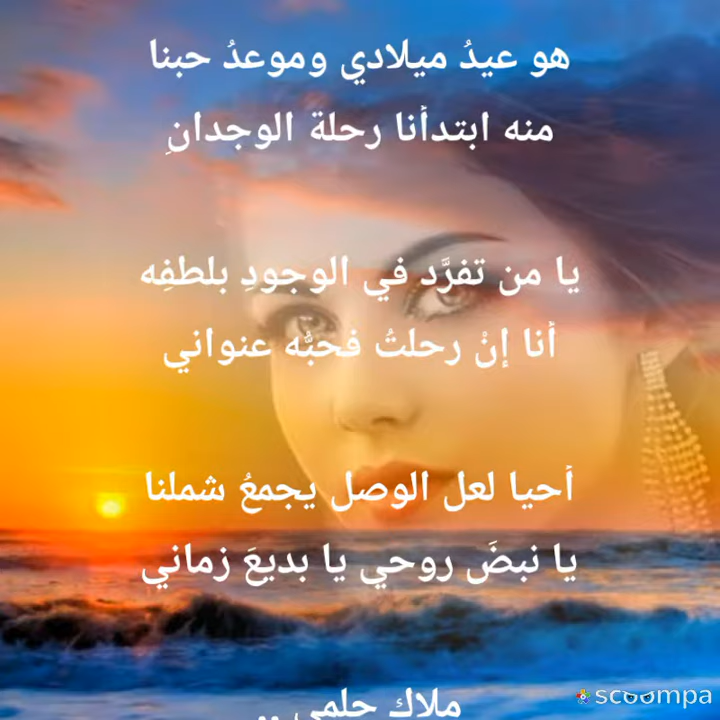 هو عيدُ ميلادي وموعدُ حبنا
منه ابتدأنا رحلة الوجدانِ
يا من تفرَّد في الوجودِ بلطفِه
أنا إنْ رحلتُ فحبُّه عنواني
أحيا لعل الوصل يجمعُ شملنا
يا نبضَ روحي يا بديعَ زماني
ملاك حلمي ..
scoompa